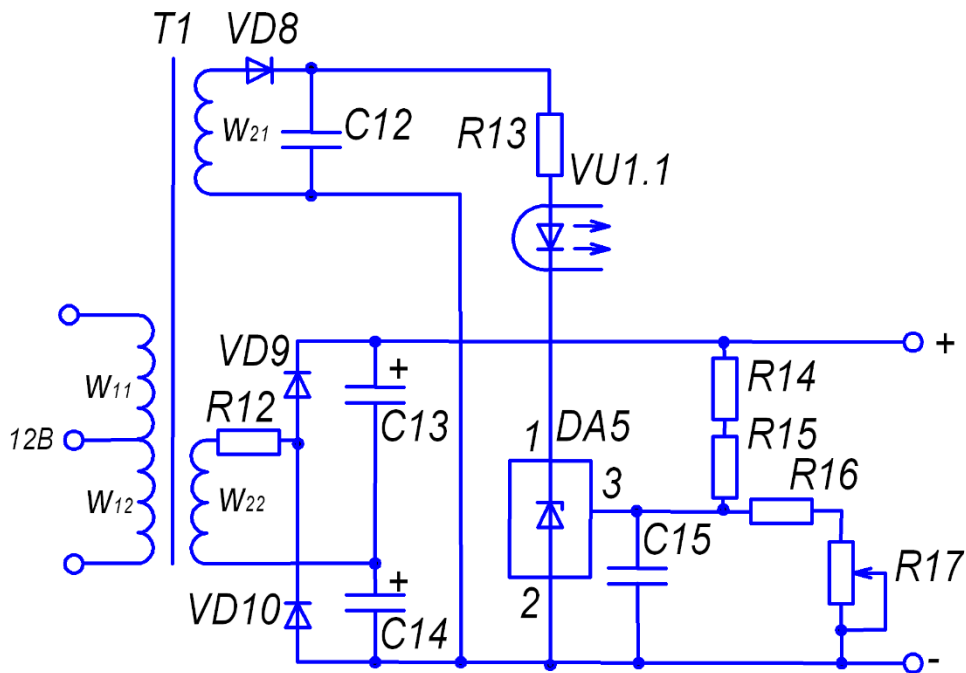 T1 VD8
W21 C12
R13
VU1.1
VD9
W11 R12
C13
12В
W12 W22
VD10
C14
1 DA5
3
2
C15
R14
R15
R16
R17
+
+
+
-